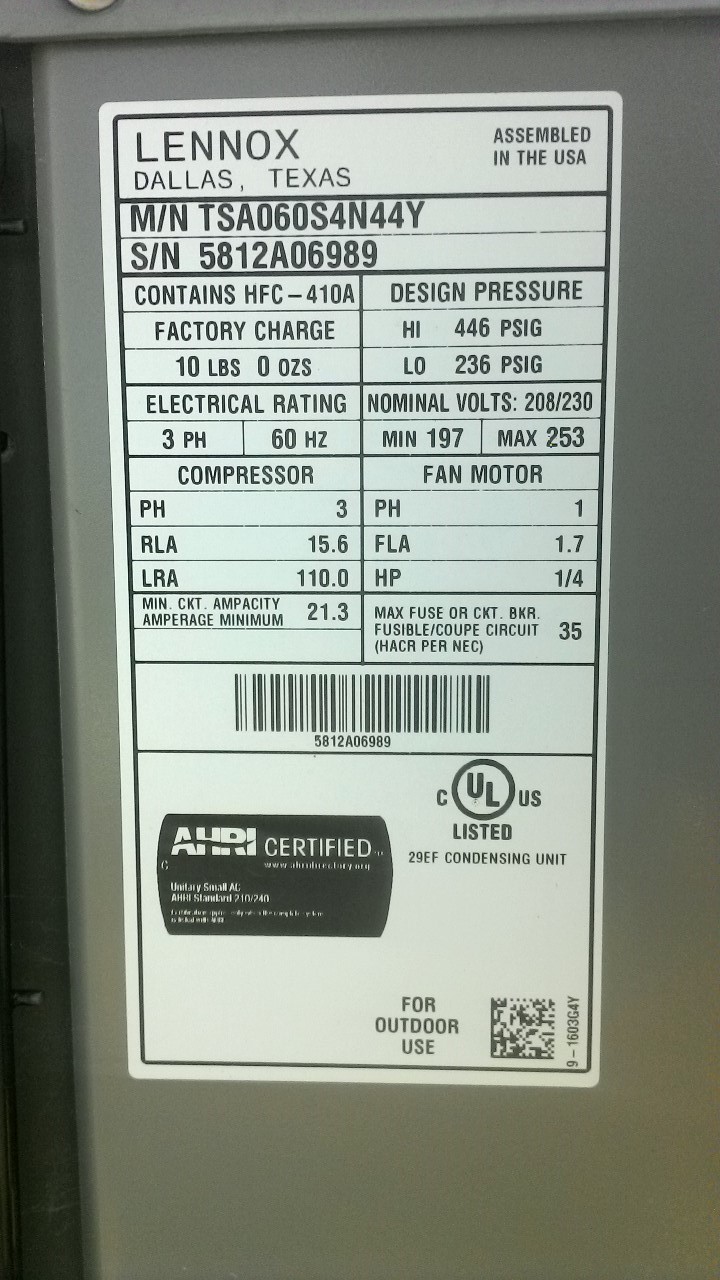 LENNOX
DALLAS, TEXAS
ASSEMBLED
IN THE USA
M/N TSA060S4N44Y
S/N 5812A06989
CONTAINS HFC-410A
DESIGN PRESSURE
FACTORY CHARGE
HI 446 PSIG
10 LBS 0 OZS
LO 236 PSIG
ELECTRICAL RATING
NOMINAL VOLTS: 208/230
3 PH 60 HZ
MIN 197 MAX 253
COMPRESSOR
FAN MOTOR
PH 3
PH 1
RLA 15.6
FLA 1.7
LRA 110.0
HP 1/4
MIN. CKT. AMPACITY
AMPERAGE MINIMUM 21.3
MAX FUSE OR CKT. BKR.
FUSIBLE/COUPE CIRCUIT 35
(HACR PER NEC)
5812A06989
C UL US
LISTED
29EF CONDENSING UNIT
AHRI CERTIFIED
www.ahridirectory.org
Unitary Small AC
AHRI Standard 210/240
FOR
OUTDOOR
USE
9-1603G4Y